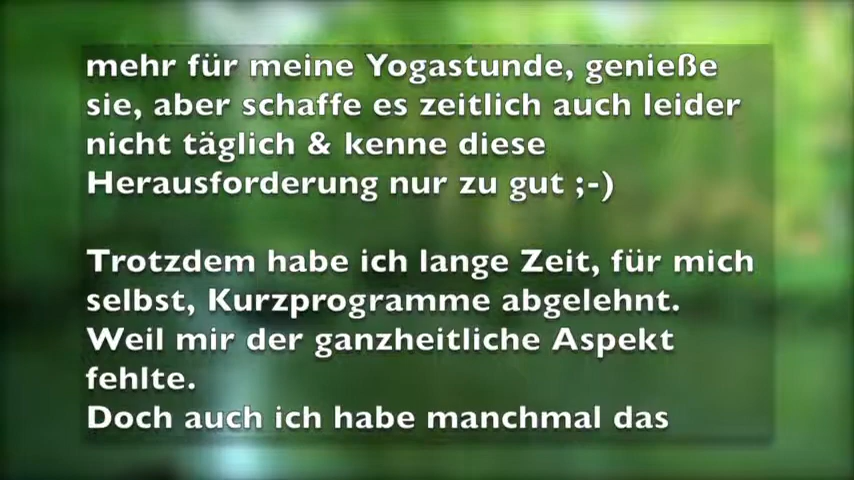 mehr für meine Yogastunde, genieße
sie, aber schaffe es zeitlich auch leider
nicht täglich & kenne diese
Herausforderung nur zu gut ;-)
Trotzdem habe ich lange Zeit, für mich
selbst, Kurzprogramme abgelehnt.
Weil mir der ganzheitliche Aspekt
fehlte.
Doch auch ich habe manchmal das